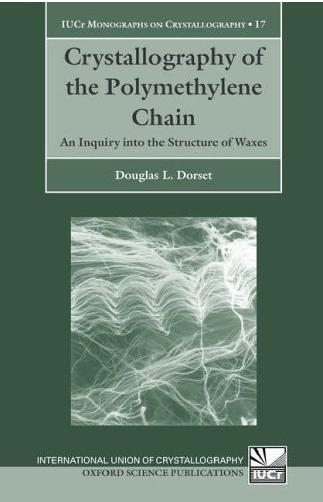 IUCr Monographs on Crystallography • 17
Crystallography of
the Polymethylene
Chain
An Inquiry into the Structure of Waxes
Douglas L. Dorset
INTERNATIONAL UNION OF CRYSTALLOGRAPHY
OXFORD SCIENCE PUBLICATIONS
IUCr